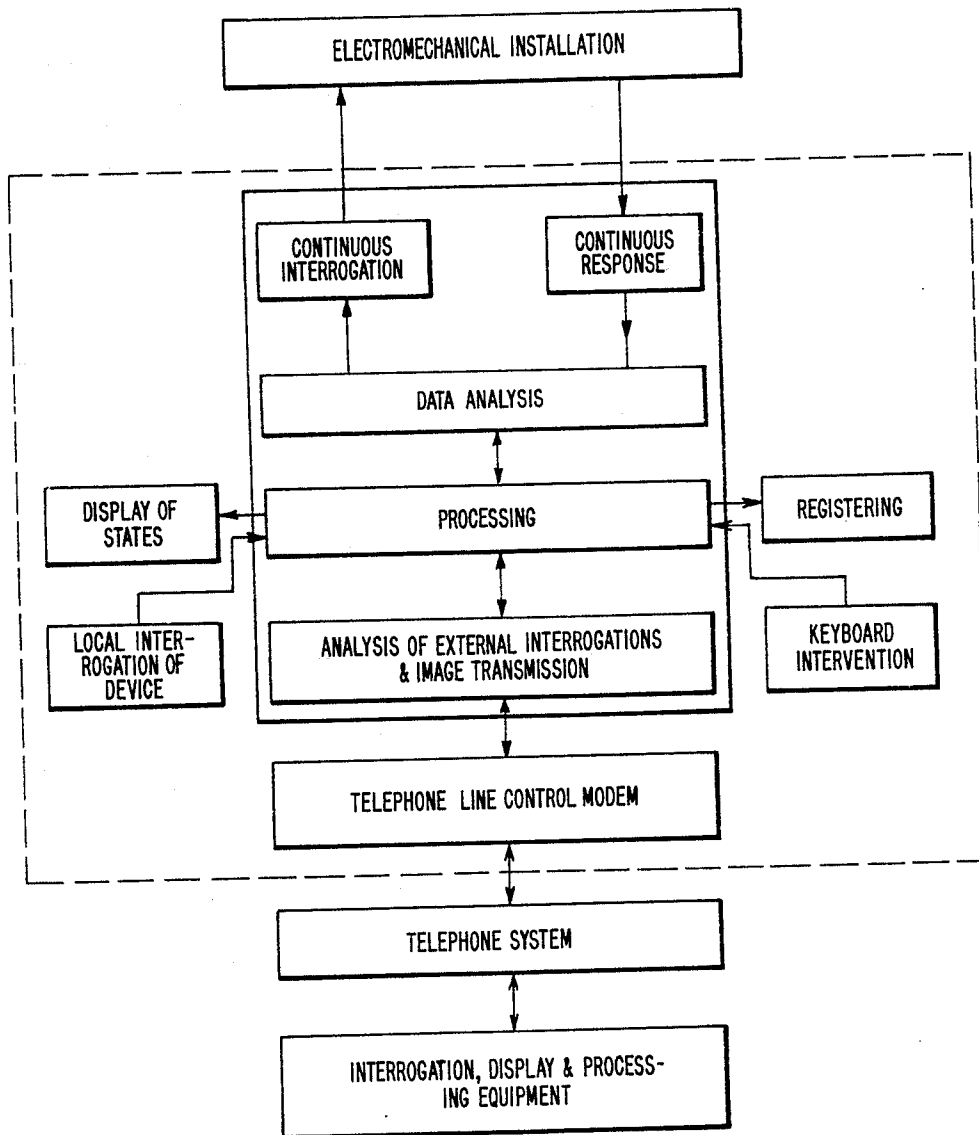 ELECTROMECHANICAL INSTALLATION
CONTINUOUS
INTERROGATION
CONTINUOUS
RESPONSE
DATA ANALYSIS
DISPLAY OF
STATES
PROCESSING
REGISTERING
LOCAL INTER-
ROGATION OF
DEVICE
ANALYSIS OF EXTERNAL INTERROGATIONS
& IMAGE TRANSMISSION
KEYBOARD
INTERVENTION
TELEPHONE LINE CONTROL MODEM
TELEPHONE SYSTEM
INTERROGATION, DISPLAY & PROCESS-
ING EQUIPMENT